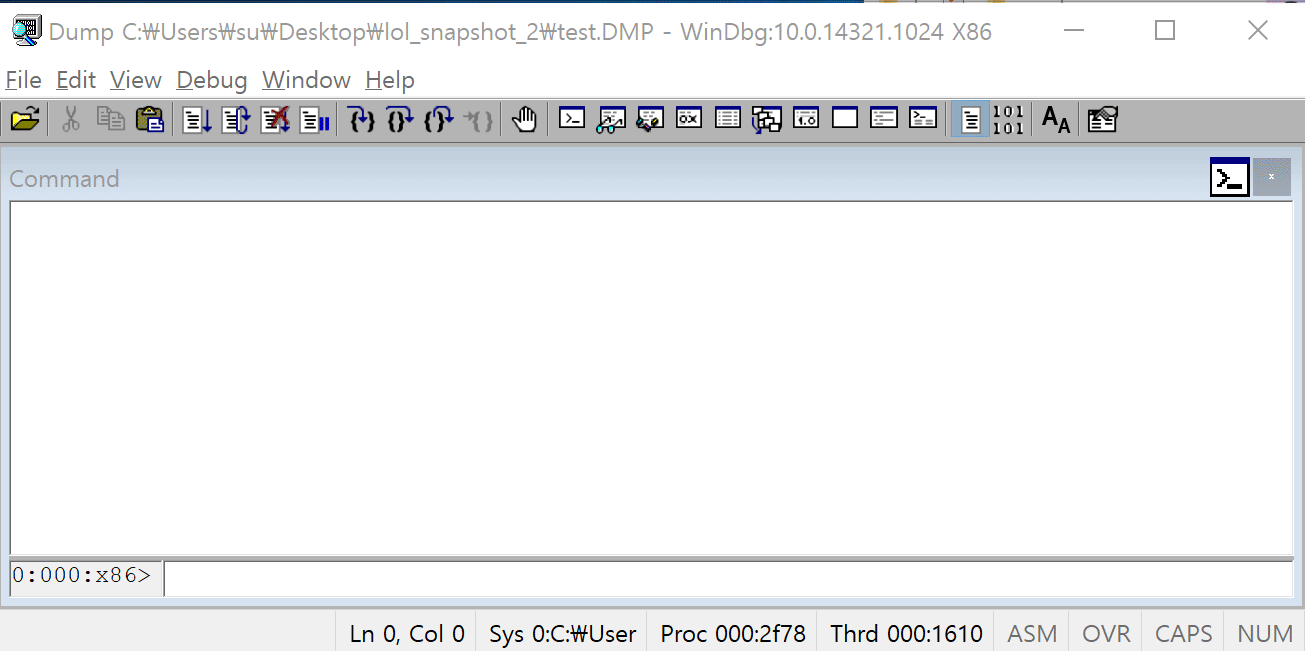 Dump C:₩Users₩su₩Desktop₩lol_snapshot_2₩test.DMP - WinDbg:10.0.14321.1024 X86
File Edit View Debug Window Help
101
101
AA
Command
0:000:x86>
Ln 0, Col 0 Sys 0:C:₩User Proc 000:2f78 Thrd 000:1610 ASM OVR CAPS NUM